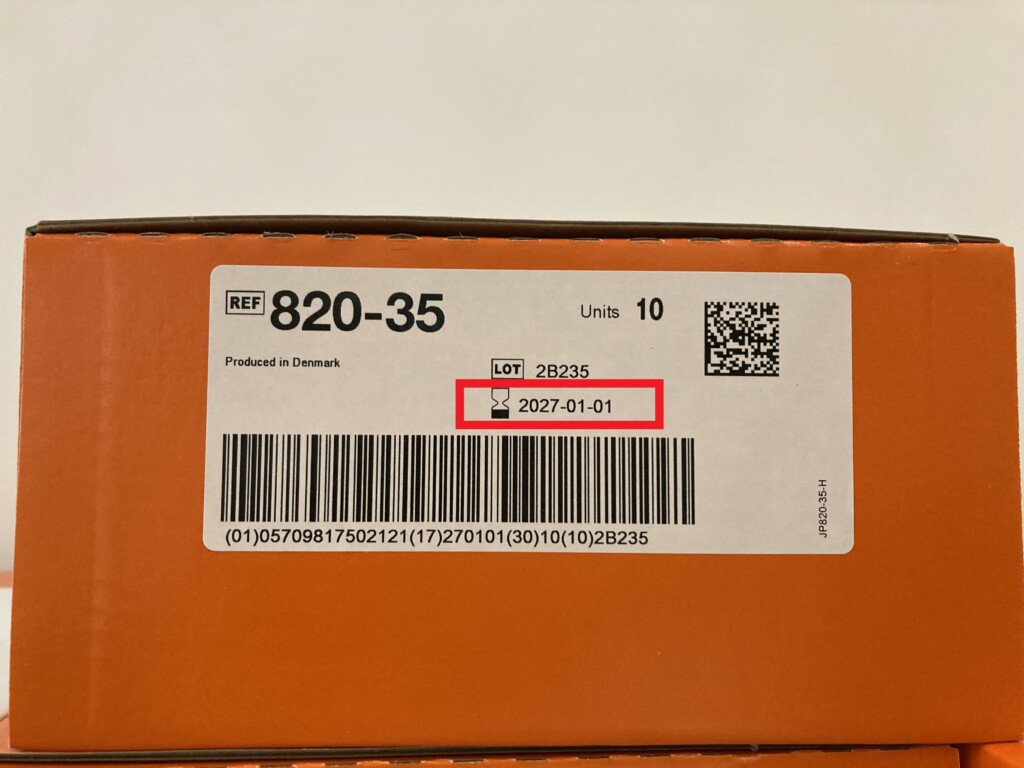 REF 820-35
Units 10
Produced in Denmark
LOT 2B235
2027-01-01
(01)05709817502121(17)270101(30)10(10)2B235
JP820-35-H